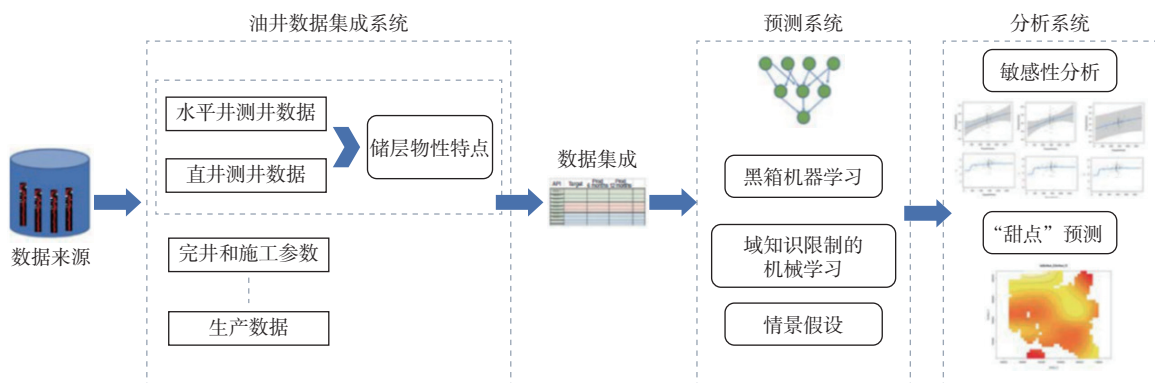 油井数据集成系统
预测系统
分析系统
水平井测井数据
直井测井数据
储层物性特点
完井和施工参数
生产数据
数据来源
数据集成
API
Target
黑箱机器学习
域知识限制的
机械学习
情景假设
敏感性分析
“甜点”预测